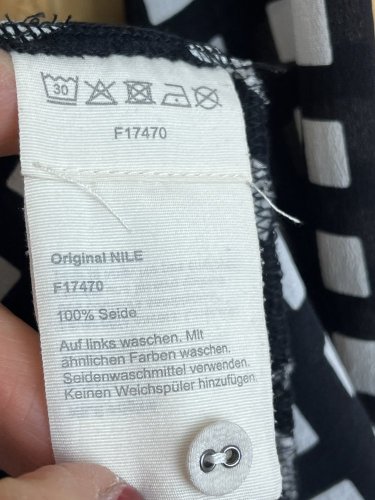 30
F17470
Original NILE
F17470
100% Seide
Auf links waschen. Mit
ähnlichen Farben waschen.
Seidenwaschmittel verwenden.
Keinen Weichspüler hinzufügen.